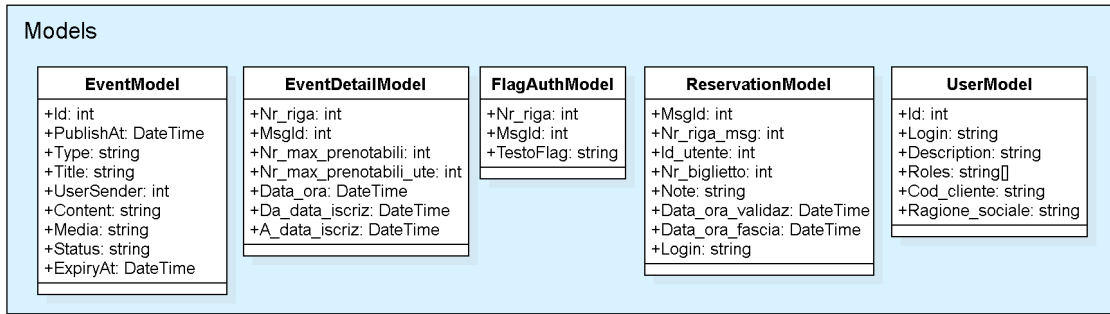 Models
EventModel
+Id: int
+PublishAt: DateTime
+Type: string
+Title: string
+UserSender: int
+Content: string
+Media: string
+Status: string
+ExpiryAt: DateTime
EventDetailModel
+Nr_riga: int
+MsgId: int
+Nr_max_prenotabili: int
+Nr_max_prenotabili_ute: int
+Data_ora: DateTime
+Da_data_iscriz: DateTime
+A_data_iscriz: DateTime
FlagAuthModel
+Nr_riga: int
+MsgId: int
+TestoFlag: string
ReservationModel
+MsgId: int
+Nr_riga_msg: int
+Id_utente: int
+Nr_biglietto: int
+Note: string
+Data_ora_validaz: DateTime
+Data_ora_fascia: DateTime
+Login: string
UserModel
+Id: int
+Login: string
+Description: string
+Roles: string[]
+Cod_cliente: string
+Ragione_sociale: string